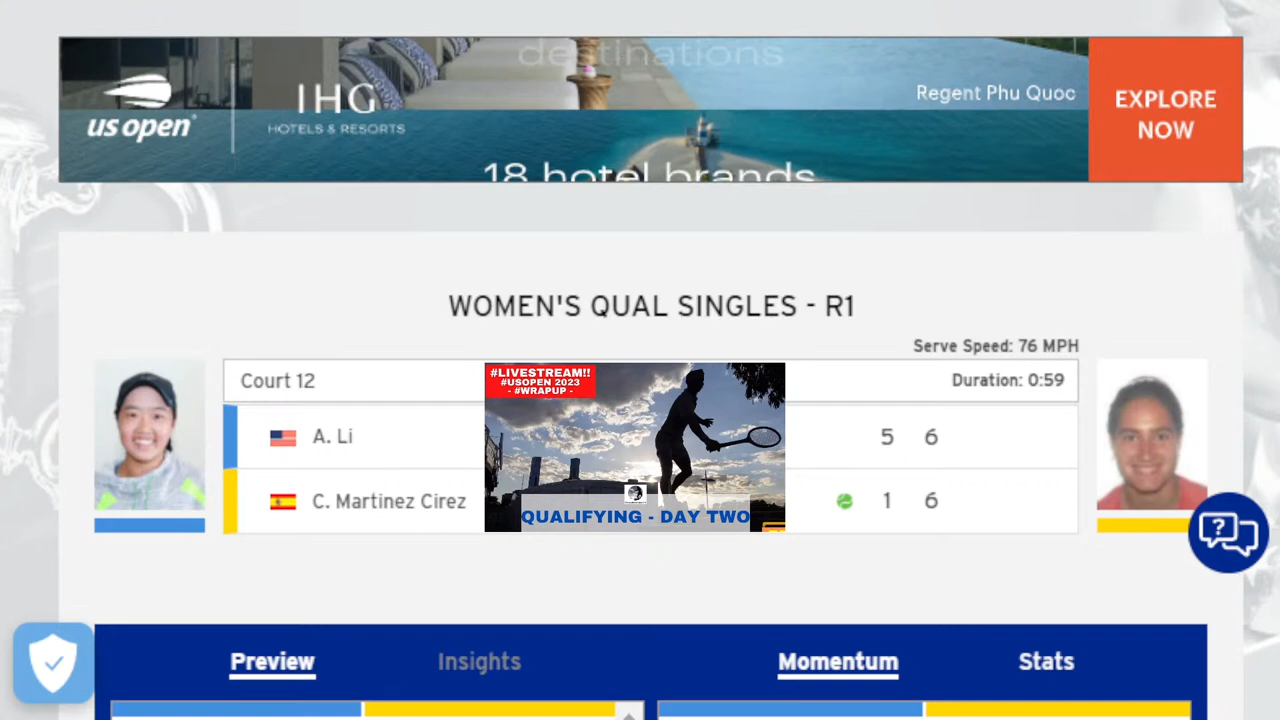 destinations
us open
IHG
HOTELS & RESORTS
Regent Phu Quoc
EXPLORE
NOW
18 hotel brands
WOMEN'S QUAL SINGLES - R1
Serve Speed: 76 MPH
Court 12
Duration: 0:59
#LIVESTREAM!!
#USOPEN 2023
- #WRAPUP -
A. Li
5 6
C. Martinez Cirez
1 6
QUALIFYING - DAY TWO
Preview
Insights
Momentum
Stats